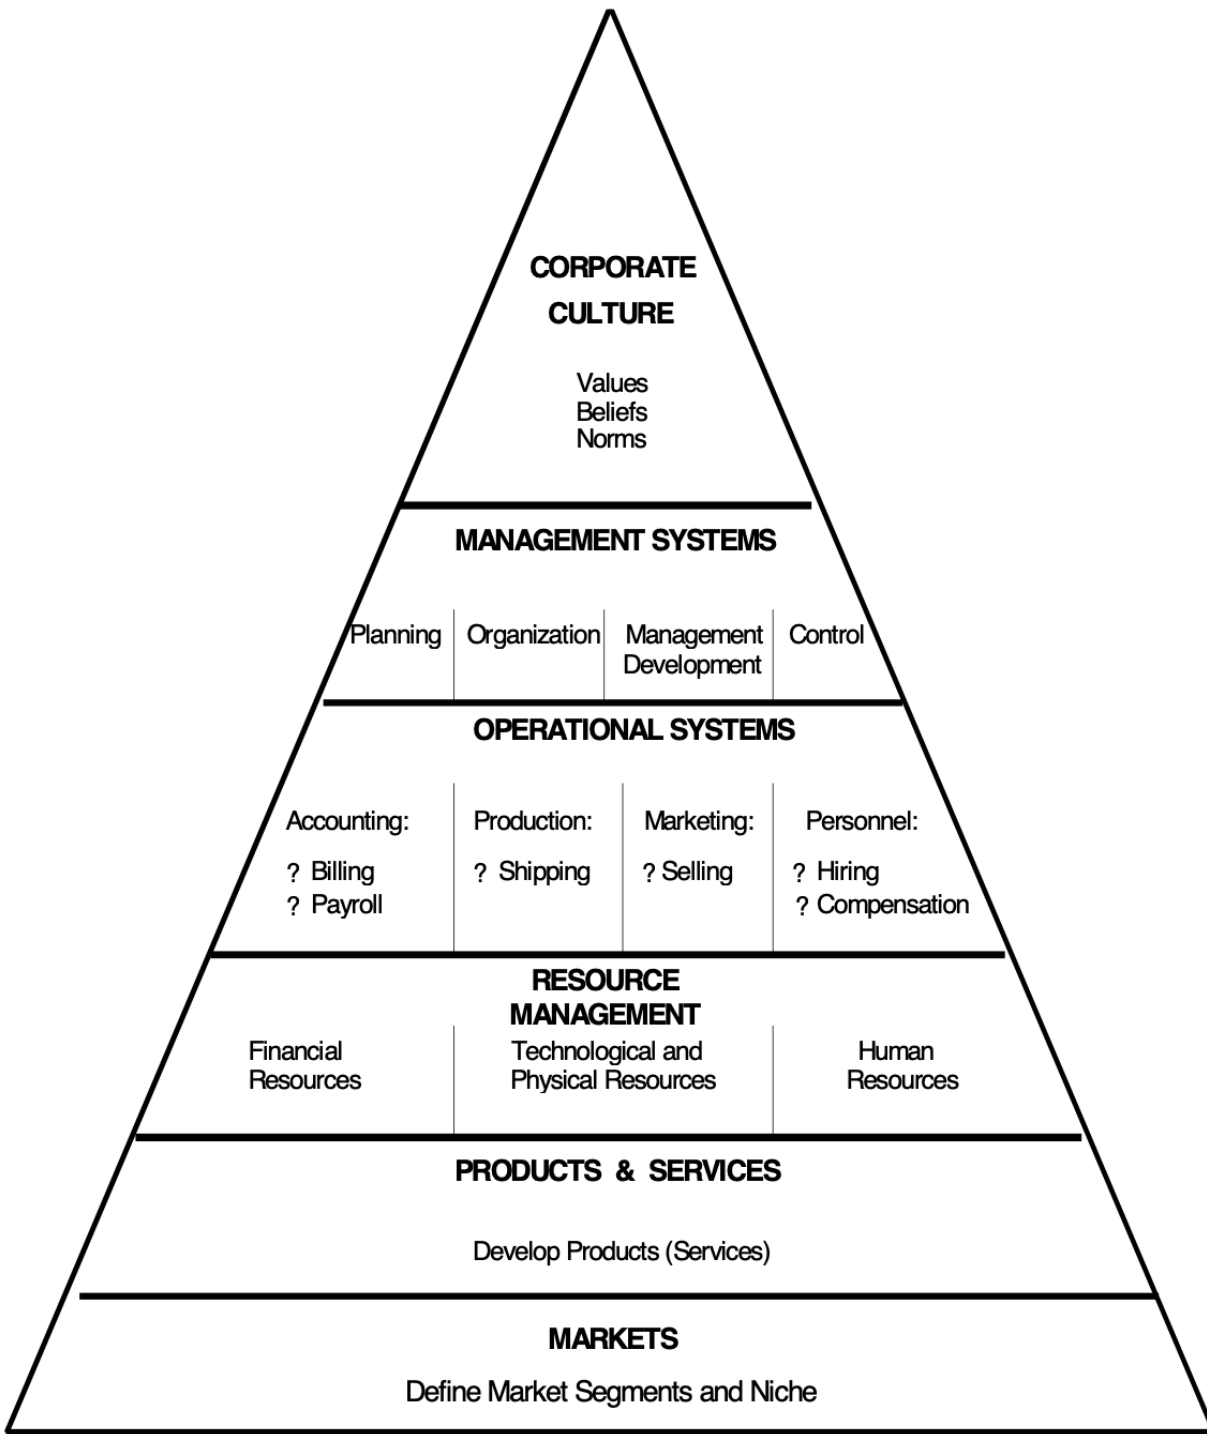 CORPORATE
CULTURE
Values
Beliefs
Norms
MANAGEMENT SYSTEMS
Planning
Organization
Management
Development
Control
OPERATIONAL SYSTEMS
Accounting:
? Billing
? Payroll
Production:
? Shipping
Marketing:
? Selling
Personnel:
? Hiring
? Compensation
RESOURCE
MANAGEMENT
Financial
Resources
Technological and
Physical Resources
Human
Resources
PRODUCTS & SERVICES
Develop Products (Services)
MARKETS
Define Market Segments and Niche